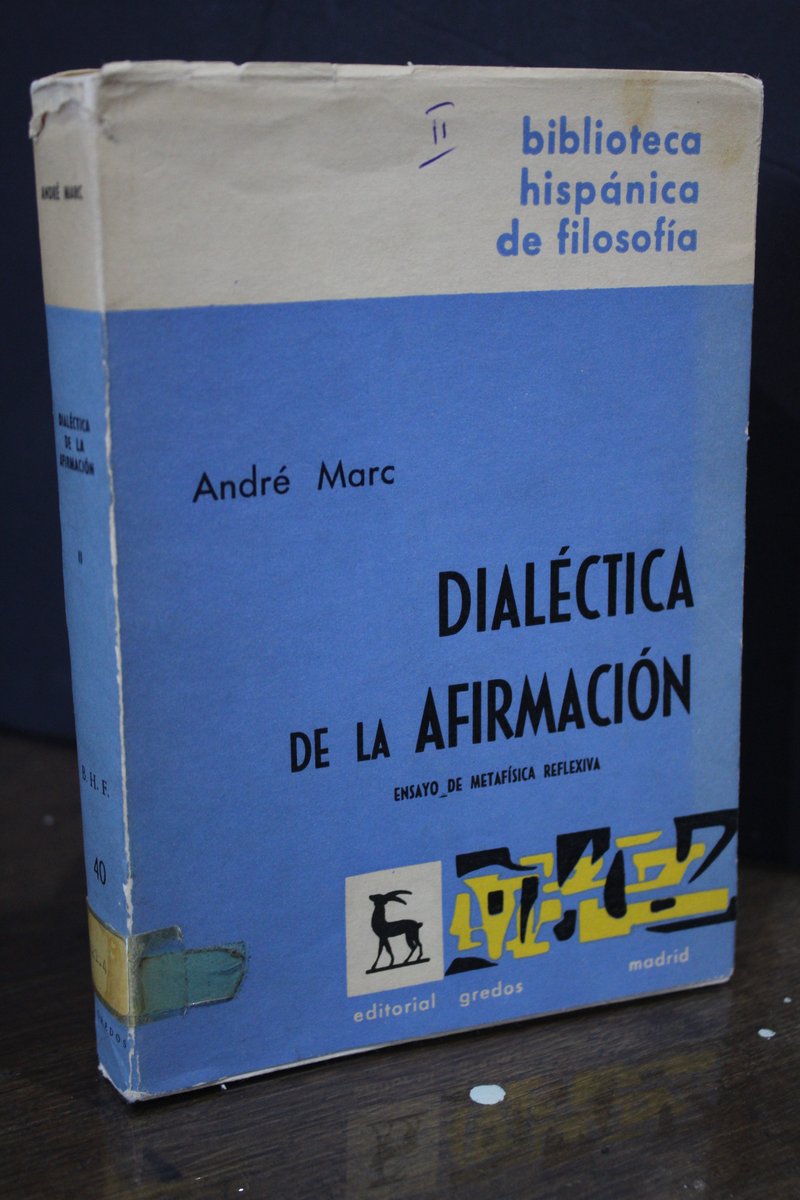 II
biblioteca
hispánica
de filosofía
André Marc
DIALÉCTICA
DE LA AFIRMACIÓN
ENSAYO DE METAFÍSICA REFLEXIVA
editorial gredos
madrid
ANDRÉ MARC
DIALÉCTICA
DE LA
AFIRMACIÓN
II
B. H. F.
40